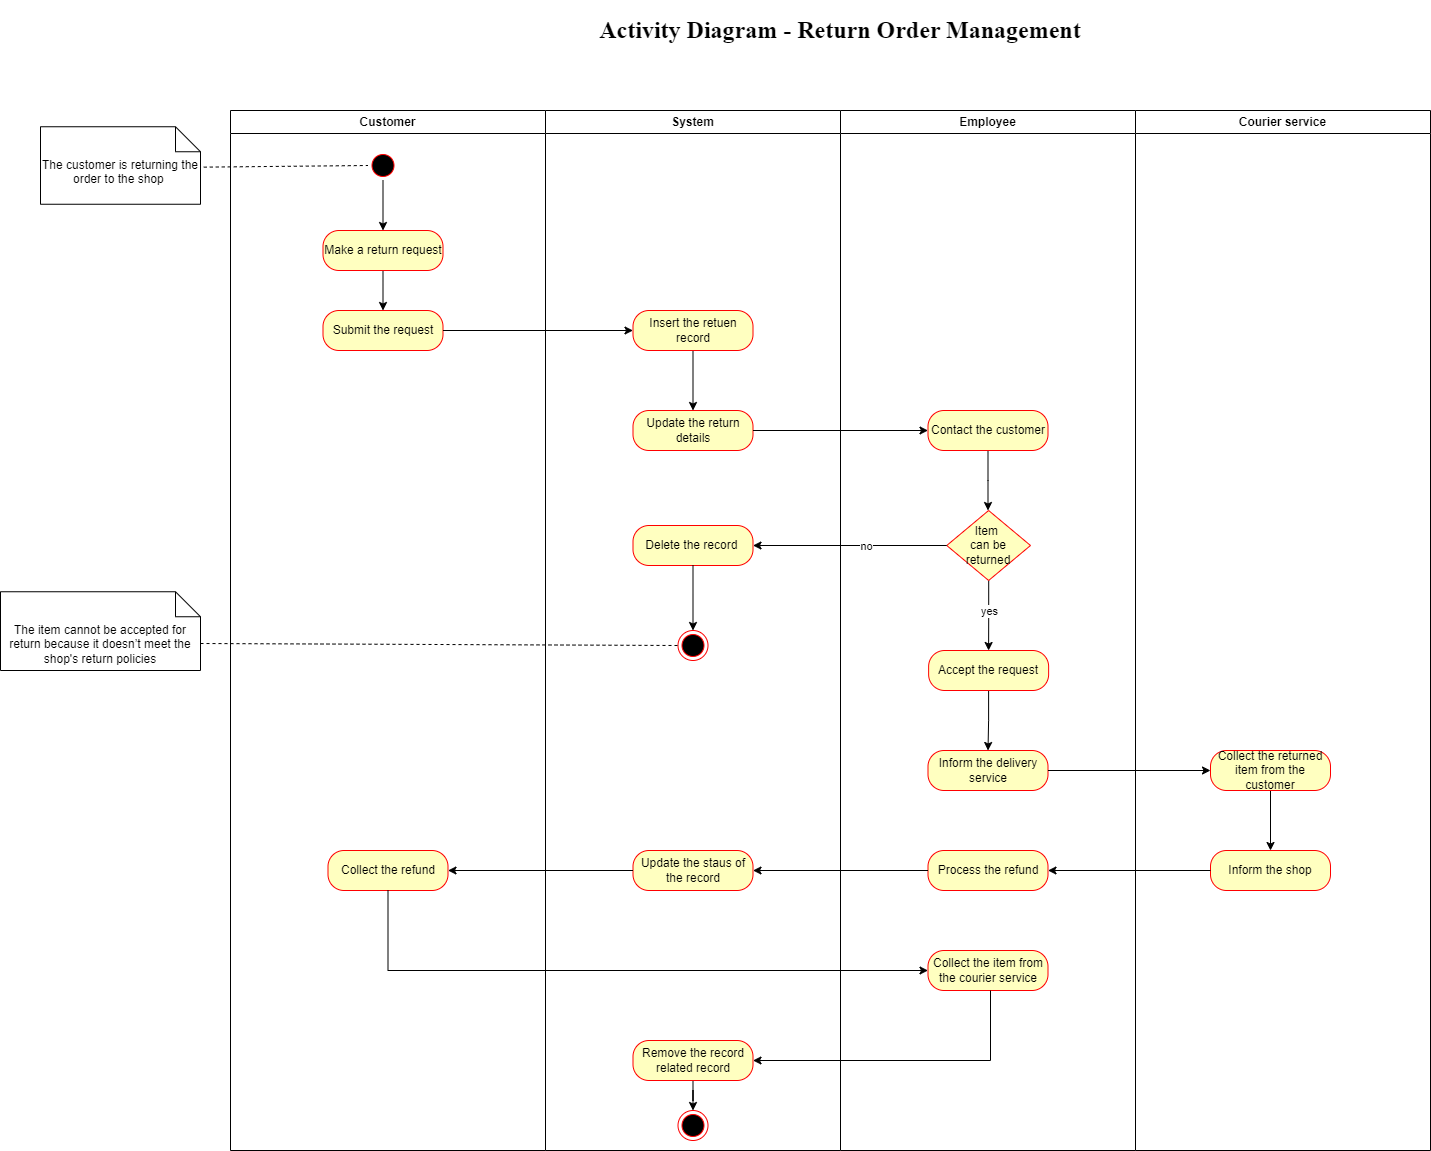 Activity Diagram - Return Order Management
Customer
System
Employee
Courier service
The customer is returning the
order to the shop
Make a return request
Submit the request
Insert the retuen
record
Update the return
details
Contact the customer
Item
can be
returned
no
Delete the record
yes
The item cannot be accepted for
return because it doesn't meet the
shop's return policies
Accept the request
Inform the delivery
service
Collect the returned
item from the
customer
Collect the refund
Update the staus of
the record
Process the refund
Inform the shop
Collect the item from
the courier service
Remove the record
related record